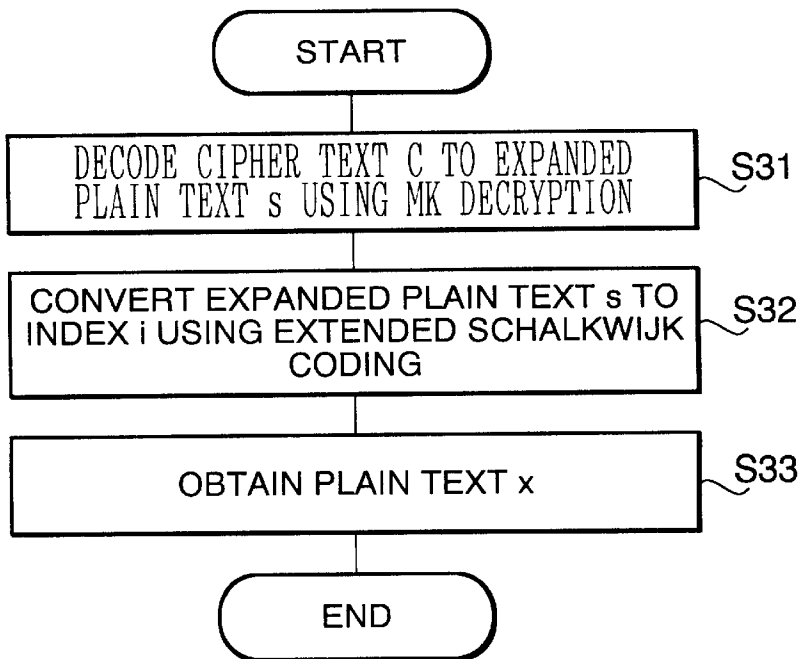 START
DECODE CIPHER TEXT C TO EXPANDED
PLAIN TEXT s USING MK DECRYPTION
S31
CONVERT EXPANDED PLAIN TEXT s TO
INDEX i USING EXTENDED SCHALKWIJK
CODING
S32
OBTAIN PLAIN TEXT x
S33
END